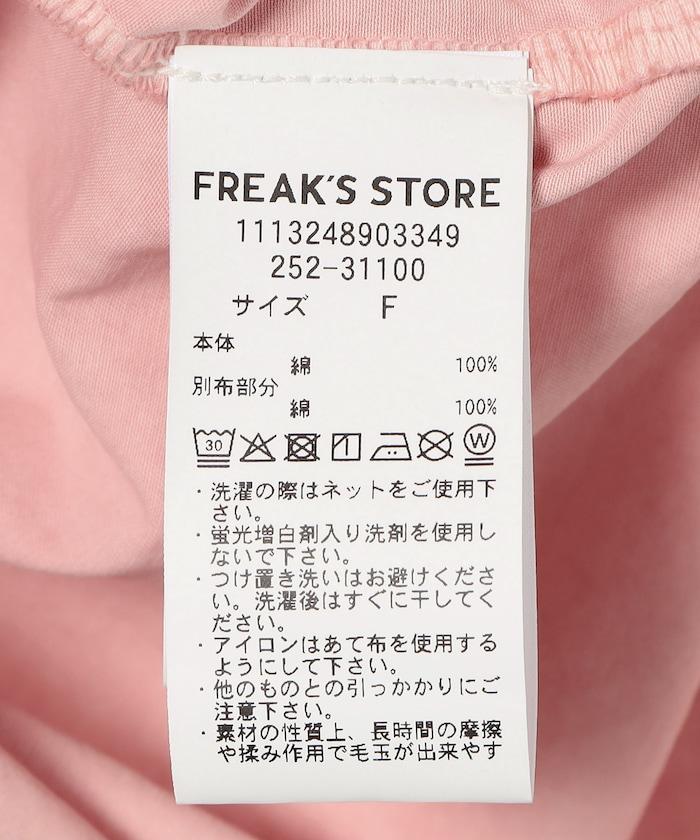 FREAK'S STORE
1113248903349
252-31100
サイズ F
本体
綿 100%
別布部分
綿 100%
30 W
・洗濯の際はネットをご使用下
さい。
・蛍光増白剤入り洗剤を使用し
ないで下さい。
・つけ置き洗いはお避けくださ
い。洗濯後はすぐに干してく
ださい。
・アイロンはあて布を使用する
ようにして下さい。
・他のものとの引っかかりにご
注意下さい。
・素材の性質上、長時間の摩擦
や揉み作用で毛玉が出来やす